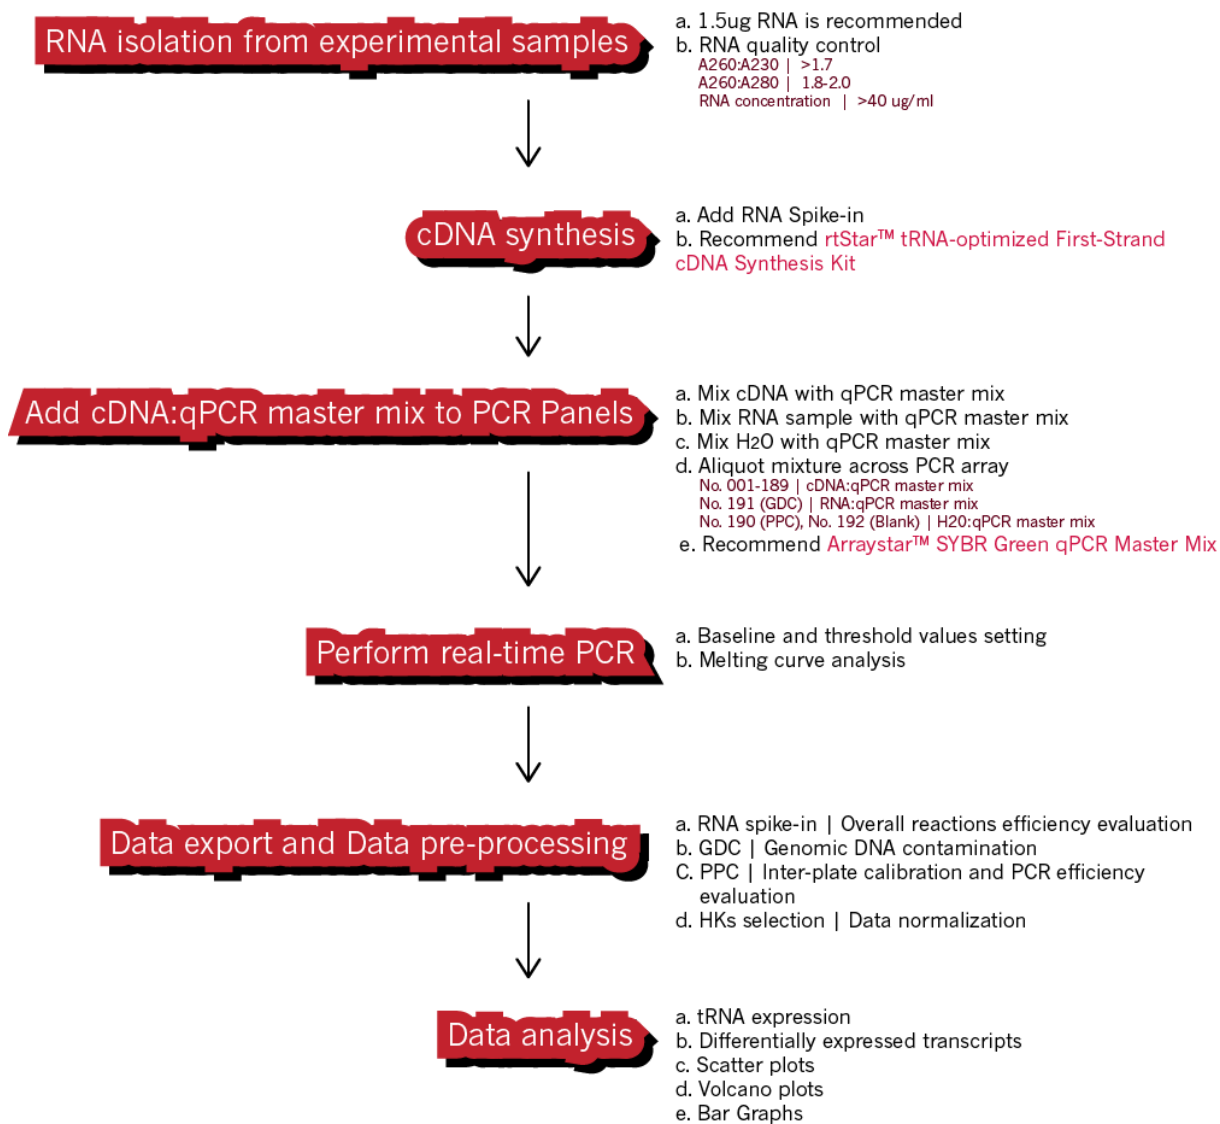 RNA isolation from experimental samples
a. 1.5ug RNA is recommended
b. RNA quality control
A260:A230 | >1.7
A260:A280 | 1.8-2.0
RNA concentration | >40 ug/ml
cDNA synthesis
a. Add RNA Spike-in
b. Recommend rtStar™ tRNA-optimized First-Strand
cDNA Synthesis Kit
Add cDNA:qPCR master mix to PCR Panels
a. Mix cDNA with qPCR master mix
b. Mix RNA sample with qPCR master mix
c. Mix H2O with qPCR master mix
d. Aliquot mixture across PCR array
No. 001-189 | cDNA:qPCR master mix
No. 191 (GDC) | RNA:qPCR master mix
No. 190 (PPC), No. 192 (Blank) | H20:qPCR master mix
e. Recommend Arraystar™ SYBR Green qPCR Master Mix
Perform real-time PCR
a. Baseline and threshold values setting
b. Melting curve analysis
Data export and Data pre-processing
a. RNA spike-in | Overall reactions efficiency evaluation
b. GDC | Genomic DNA contamination
C. PPC | Inter-plate calibration and PCR efficiency
evaluation
d. HKs selection | Data normalization
Data analysis
a. tRNA expression
b. Differentially expressed transcripts
c. Scatter plots
d. Volcano plots
e. Bar Graphs